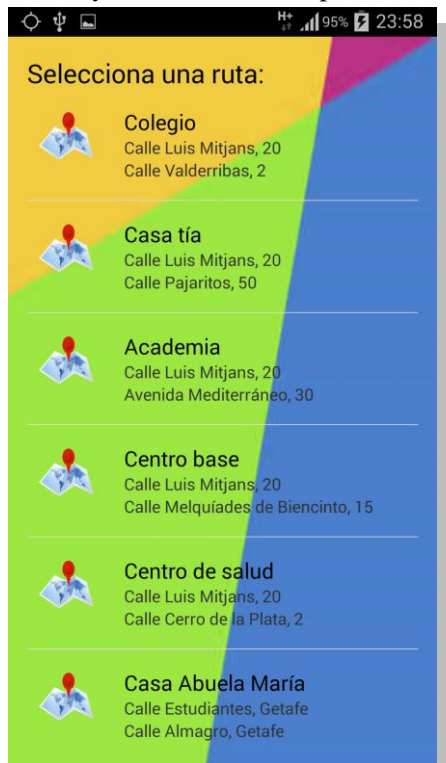 H+ 95% 23:58
Selecciona una ruta:
Colegio
Calle Luis Mitjans, 20
Calle Valderribas, 2
Casa tía
Calle Luis Mitjans, 20
Calle Pajaritos, 50
Academia
Calle Luis Mitjans, 20
Avenida Mediterráneo, 30
Centro base
Calle Luis Mitjans, 20
Calle Melquíades de Biencinto, 15
Centro de salud
Calle Luis Mitjans, 20
Calle Cerro de la Plata, 2
Casa Abuela María
Calle Estudiantes, Getafe
Calle Almagro, Getafe